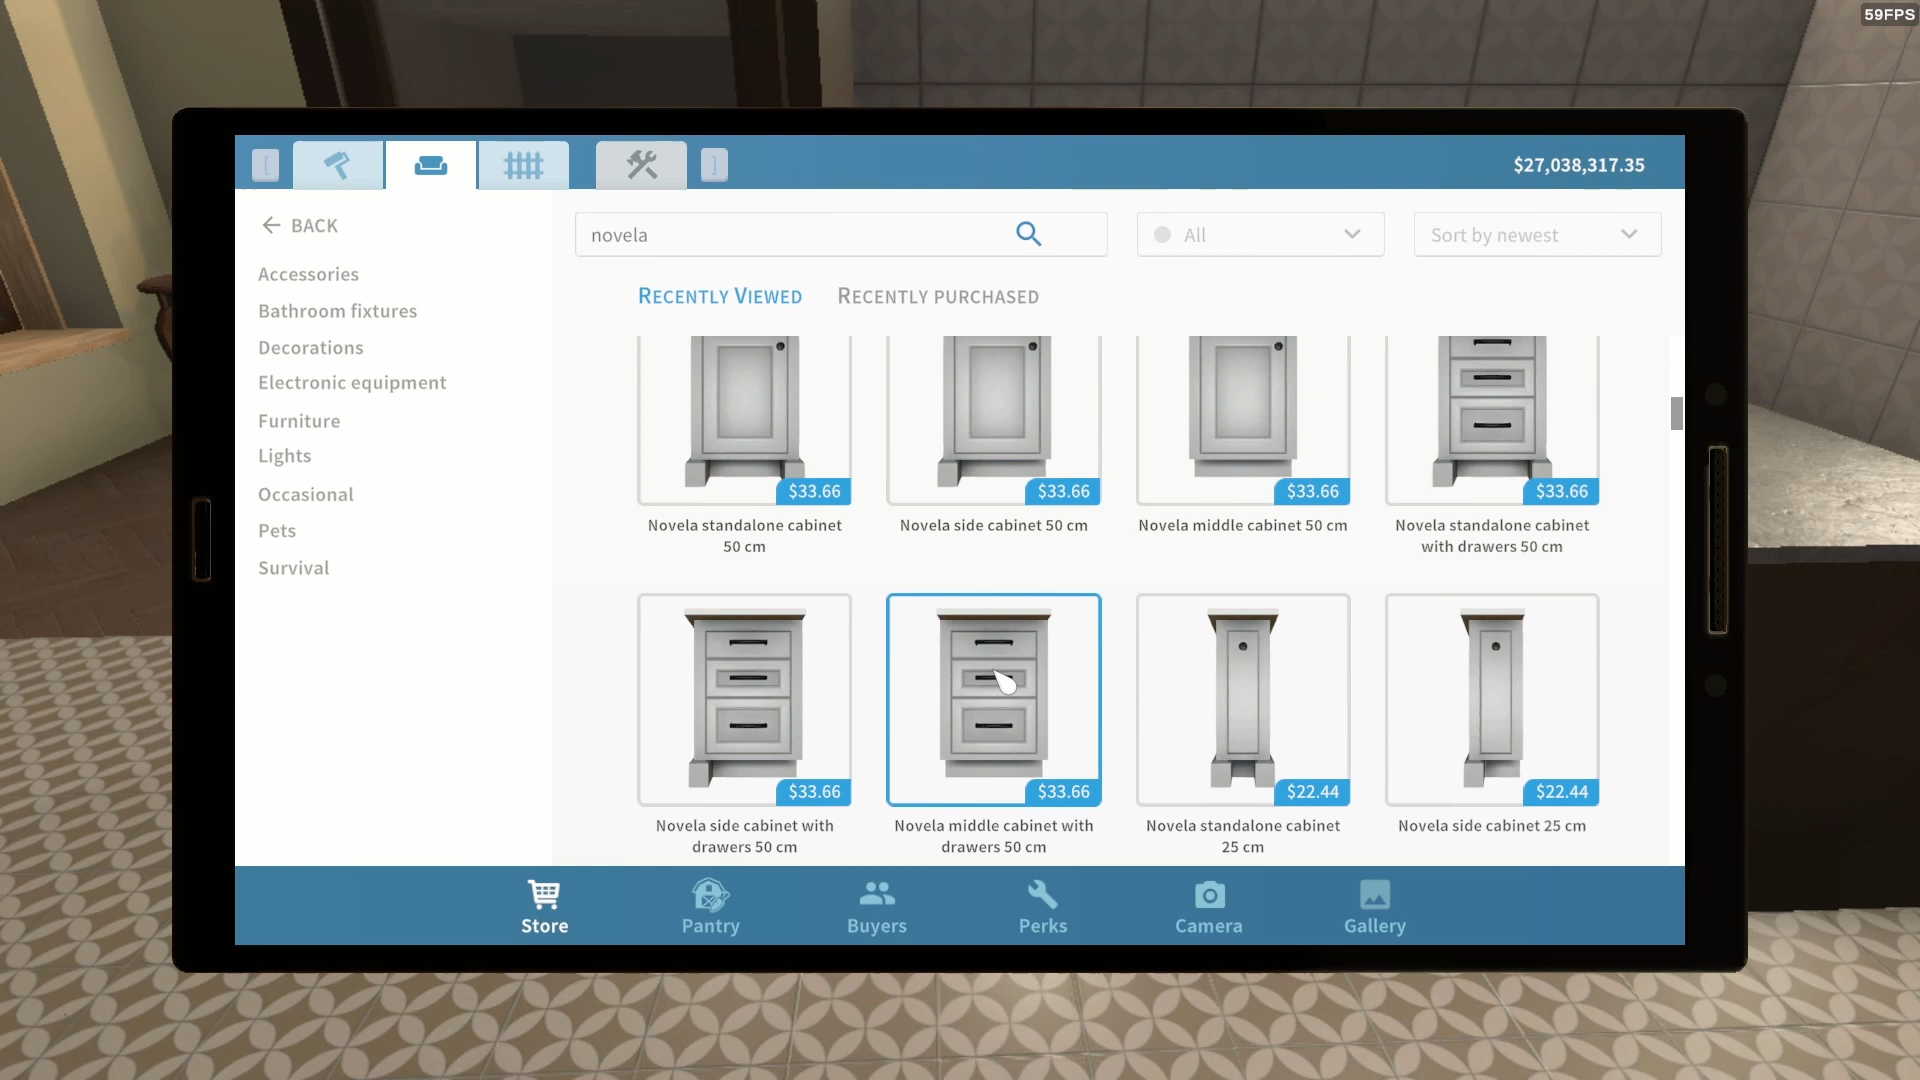 59FPS
[
]
$27,038,317.35
BACK
novela
All
Sort by newest
Accessories
Bathroom fixtures
Decorations
Electronic equipment
Furniture
Lights
Occasional
Pets
Survival
RECENTLY VIEWED
RECENTLY PURCHASED
$33.66
$33.66
$33.66
$33.66
Novela standalone cabinet
50 cm
Novela side cabinet 50 cm
Novela middle cabinet 50 cm
Novela standalone cabinet
with drawers 50 cm
$33.66
$33.66
$22.44
$22.44
Novela side cabinet with
drawers 50 cm
Novela middle cabinet with
drawers 50 cm
Novela standalone cabinet
25 cm
Novela side cabinet 25 cm
Store
Pantry
Buyers
Perks
Camera
Gallery